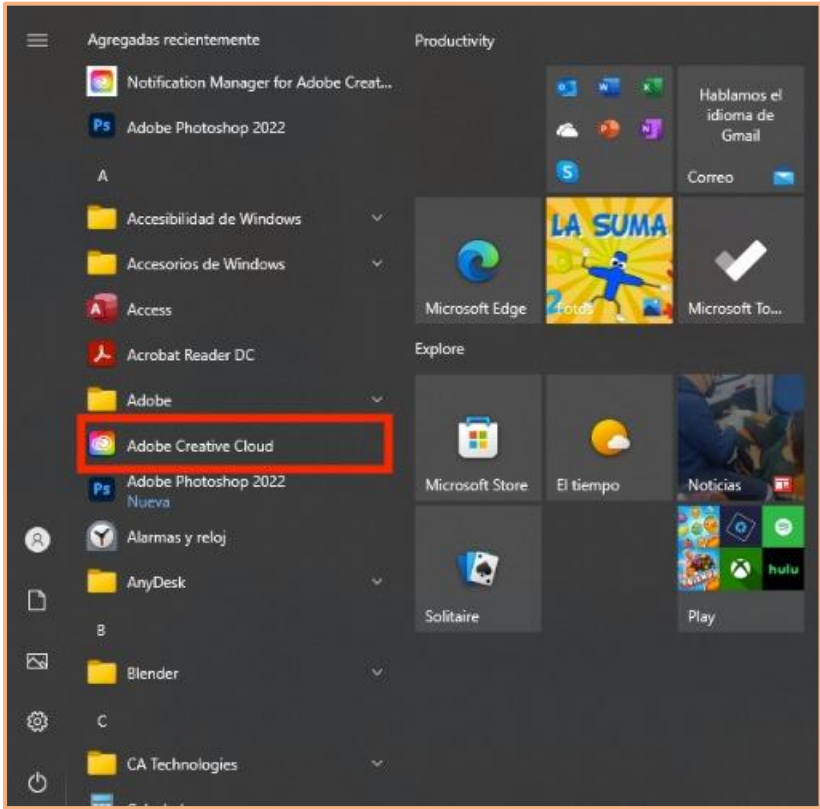 Agregadas recientemente
Notification Manager for Adobe Creat...
Adobe Photoshop 2022
A
Accesibilidad de Windows
Accesorios de Windows
Access
Acrobat Reader DC
Adobe
Adobe Creative Cloud
Adobe Photoshop 2022
Nueva
Alarmas y reloj
AnyDesk
B
Blender
C
CA Technologies
Productivity
Hablamos el
idioma de
Gmail
Correo
Microsoft Edge
LA SUMA
Fotos
Microsoft To...
Explore
Microsoft Store
El tiempo
Noticias
Solitaire
hulu
Play